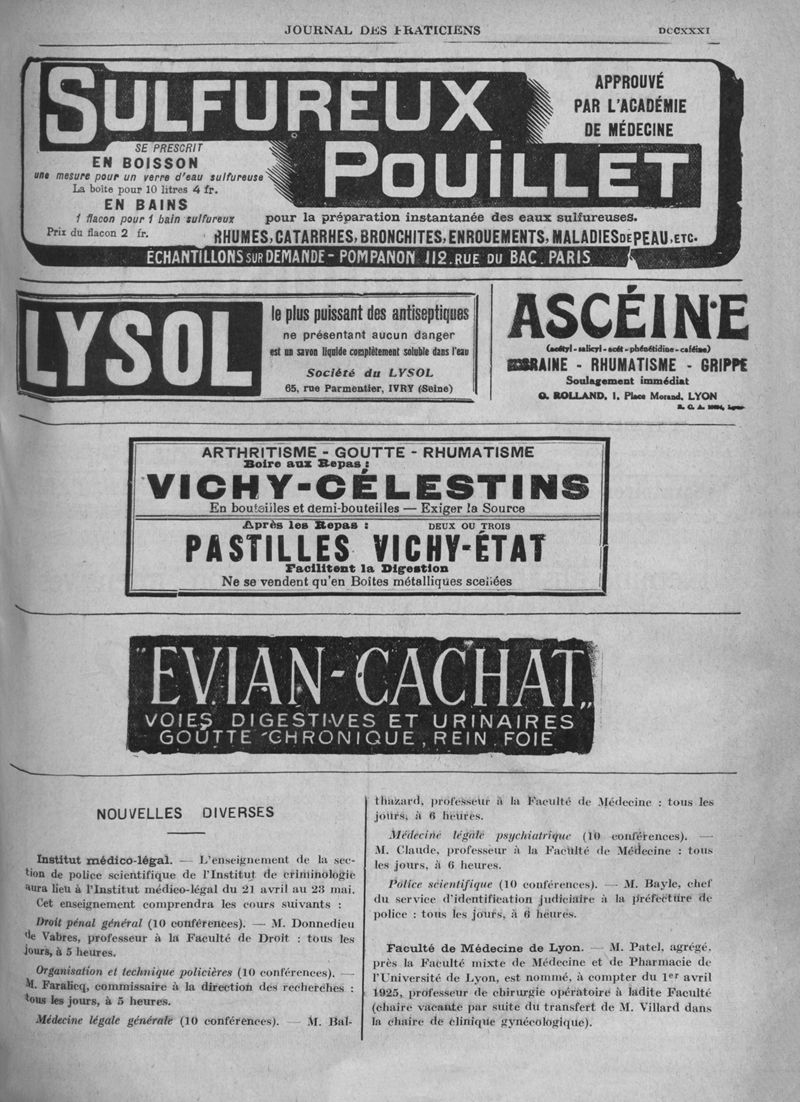 JOURNAL DES PRATICIENS
DCCXXXI
SULFUREUX
POUILLET
APPROUVÉ
PAR L'ACADÉMIE
DE MÉDECINE
SE PRESCRIT
EN BOISSON
une mesure pour un verre d'eau sulfureuse
La boite pour 10 litres 4 fr.
EN BAINS
1 flacon pour 1 bain sulfureux
Prix du flacon 2 fr.
pour la préparation instantanée des eaux sulfureuses.
RHUMES, CATARRHES, BRONCHITES, ENROUEMENTS, MALADIES DE PEAU, ETC.
ÉCHANTILLONS SUR DEMANDE - POMPANON 112. RUE DU BAC. PARIS
LYSOL
le plus puissant des antiseptiques
ne présentant aucun danger
est un savon liquide complètement soluble dans l'eau
Société du LYSOL
65, rue Parmentier, IVRY (Seine)
ASCÉINE
(acétyl-salicyl-acét-phénétidine-caféine)
RAINE - RHUMATISME - GRIPPE
Soulagement immédiat
O. ROLLAND, 1, Place Morand, LYON
ARTHRITISME - GOUTTE - RHUMATISME
Boire aux Repas :
VICHY-CÉLESTINS
En bouteilles et demi-bouteilles — Exiger la Source
Après les Repas : DEUX OU TROIS
PASTILLES VICHY-ÉTAT
Facilitent la Digestion
Ne se vendent qu'en Boîtes métalliques scellées
"EVIAN-CACHAT"
VOIES DIGESTIVES ET URINAIRES
GOUTTE CHRONIQUE, REIN. FOIE
NOUVELLES DIVERSES
Institut médico-légal. — L'enseignement de la sec-
tion de police scientifique de l'Institut de criminologie
aura lieu à l'Institut médico-légal du 21 avril au 23 mai.
Cet enseignement comprendra les cours suivants :
Droit pénal général (10 conférences). — M. Donnedieu
de Vabres, professeur à la Faculté de Droit : tous les
jours, à 5 heures.
Organisation et technique policières (10 conférences). —
M. Faralicq, commissaire à la direction des recherches :
tous les jours, à 5 heures.
Médecine légale générale (10 conférences). — M. Bal-
thazard, professeur à la Faculté de Médecine : tous les
jours, à 6 heures.
Médecine légale psychiatrique (10 conférences). —
M. Claude, professeur à la Faculté de Médecine : tous
les jours, à 6 heures.
Police scientifique (10 conférences). — M. Bayle, chef
du service d'identification judiciaire à la préfecture de
police : tous les jours, à 6 heures.
Faculté de Médecine de Lyon. — M. Patel, agrégé,
près la Faculté mixte de Médecine et de Pharmacie de
l'Université de Lyon, est nommé, à compter du 1er avril
1925, professeur de chirurgie opératoire à ladite Faculté
(chaire vacante par suite du transfert de M. Villard dans
la chaire de clinique gynécologique).